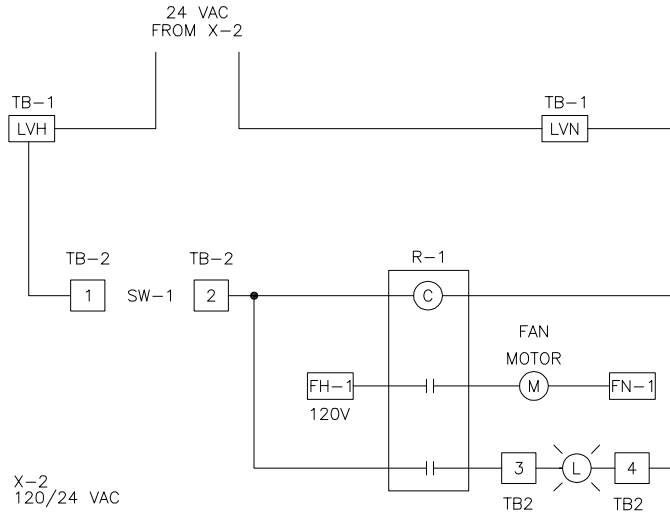 24 VAC
FROM X-2
TB-1
TB-1
LVH
LVN
TB-2
TB-2
R-1
1
SW-1
2
C
FAN
MOTOR
FH-1
M
FN-1
120V
3
L
4
X-2
120/24 VAC
TB2
TB2